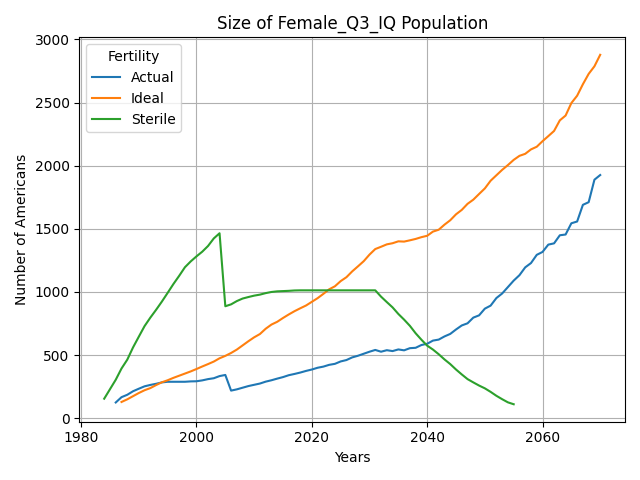 Size of Female_Q3_IQ Population
Fertility
Actual
Ideal
Sterile
Number of Americans
3000
2500
2000
1500
1000
500
0
1980
2000
2020
2040
2060
Years